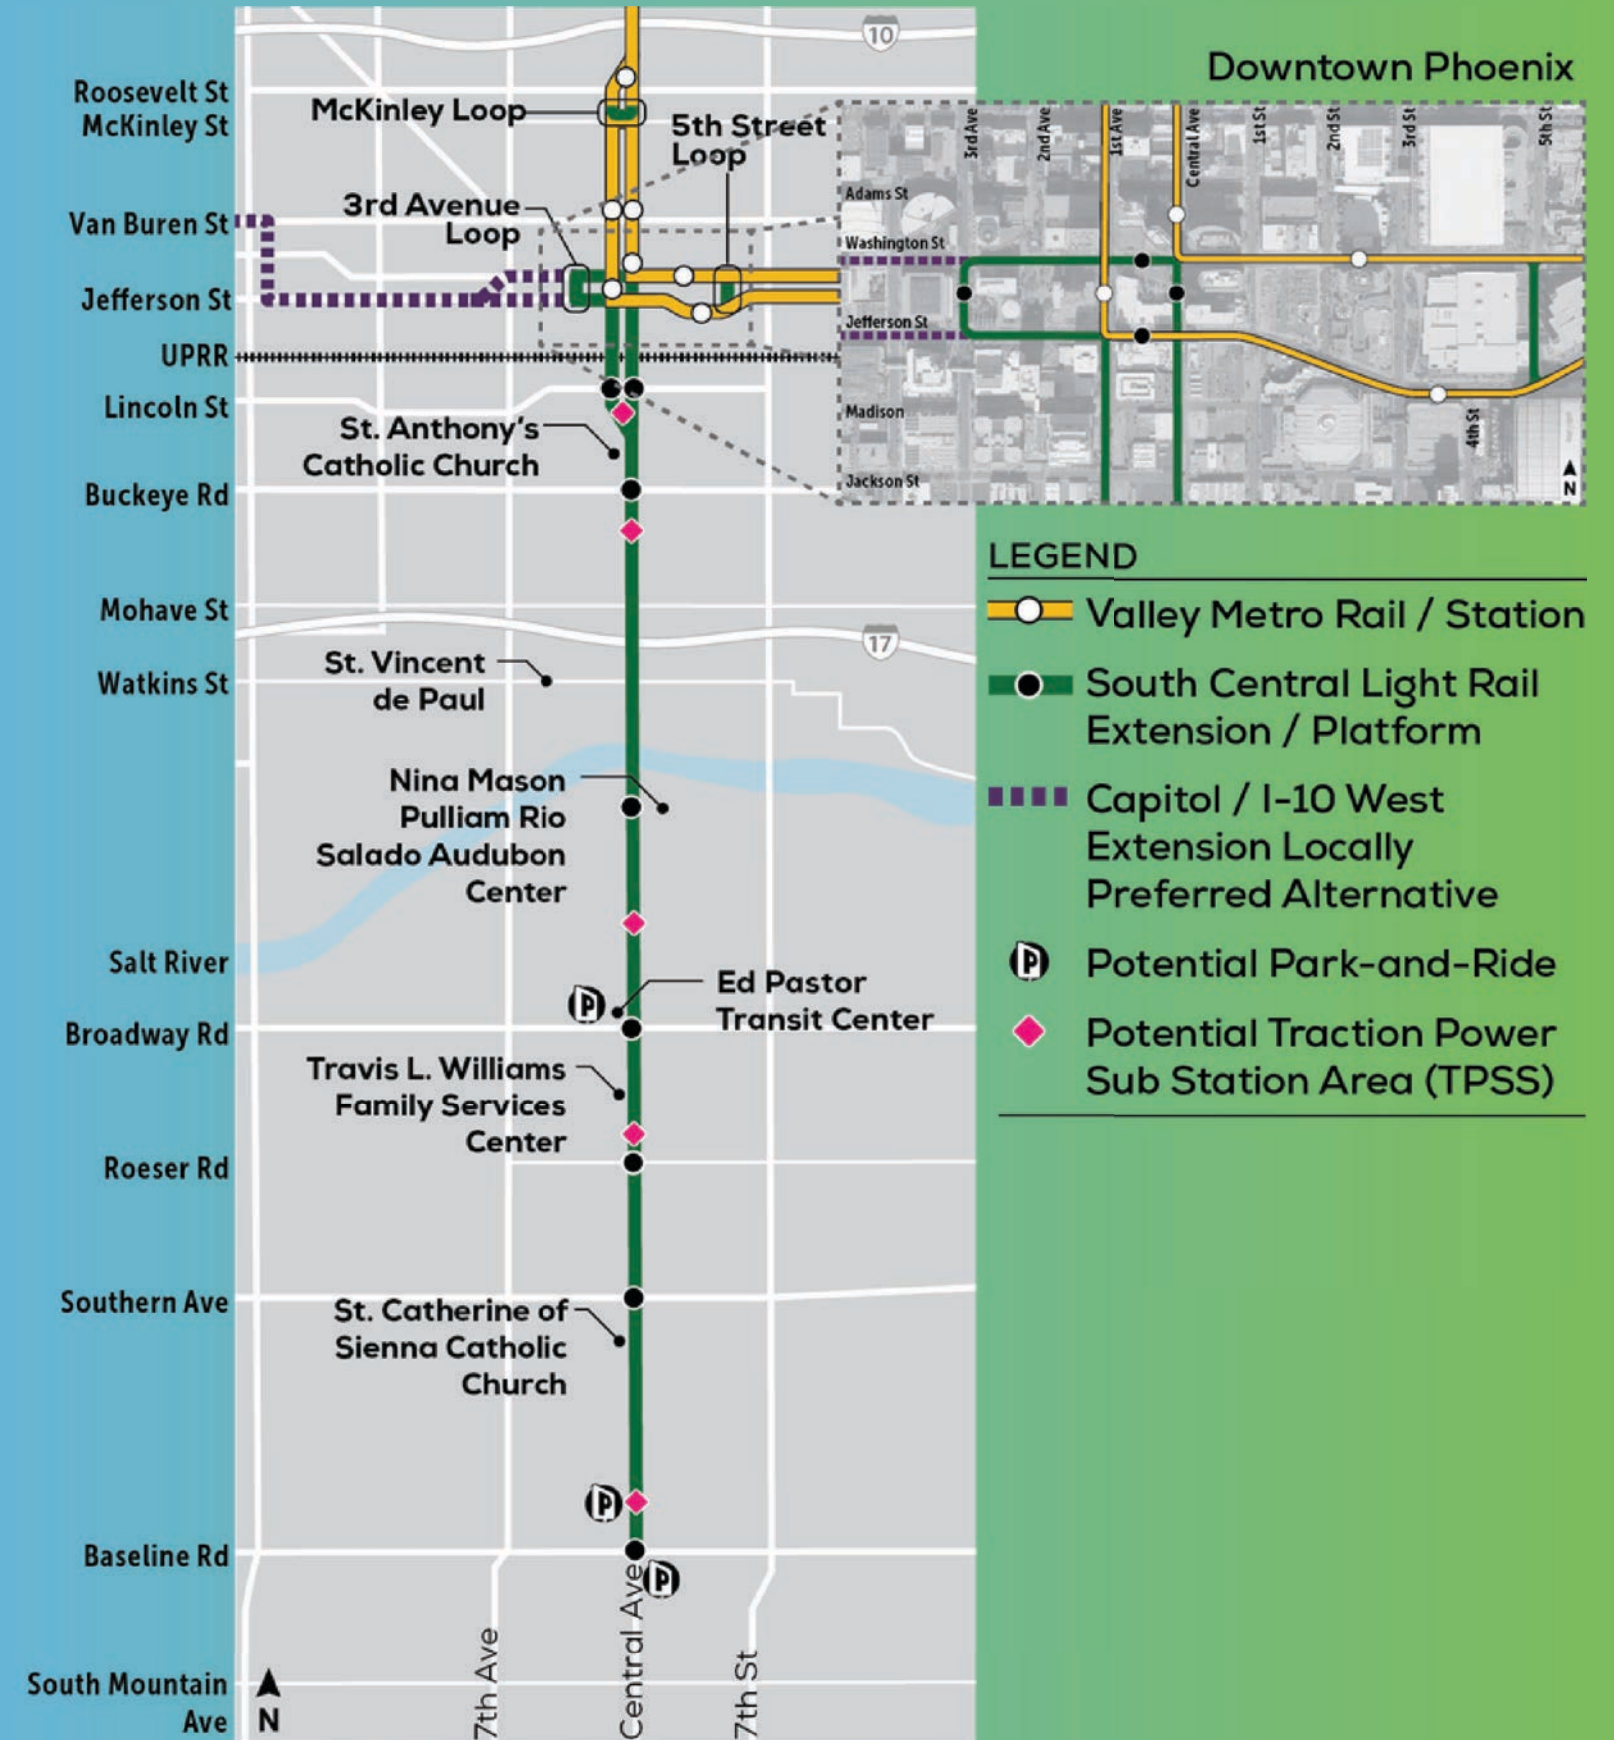 10
Downtown Phoenix
Roosevelt St
McKinley St
McKinley Loop
5th Street
Loop
3rd Avenue
Loop
Van Buren St
Jefferson St
UPRR
Lincoln St
St. Anthony's
Catholic Church
Buckeye Rd
Mohave St
17
Watkins St
St. Vincent
de Paul
Nina Mason
Pulliam Rio
Salado Audubon
Center
Salt River
Ed Pastor
Transit Center
P
Broadway Rd
Travis L. Williams
Family Services
Center
Roeser Rd
Southern Ave
St. Catherine of
Sienna Catholic
Church
P
Baseline Rd
P
7th Ave
Central Ave
7th St
South Mountain
Ave
N
3rd Ave
2nd Ave
1st Ave
Central Ave
1st St
2nd St
3rd St
5th St
Adams St
Washington St
Jefferson St
Madison
4th St
Jackson St
N
LEGEND
Valley Metro Rail / Station
South Central Light Rail
Extension / Platform
Capitol / I-10 West
Extension Locally
Preferred Alternative
P
Potential Park-and-Ride
Potential Traction Power
Sub Station Area (TPSS)